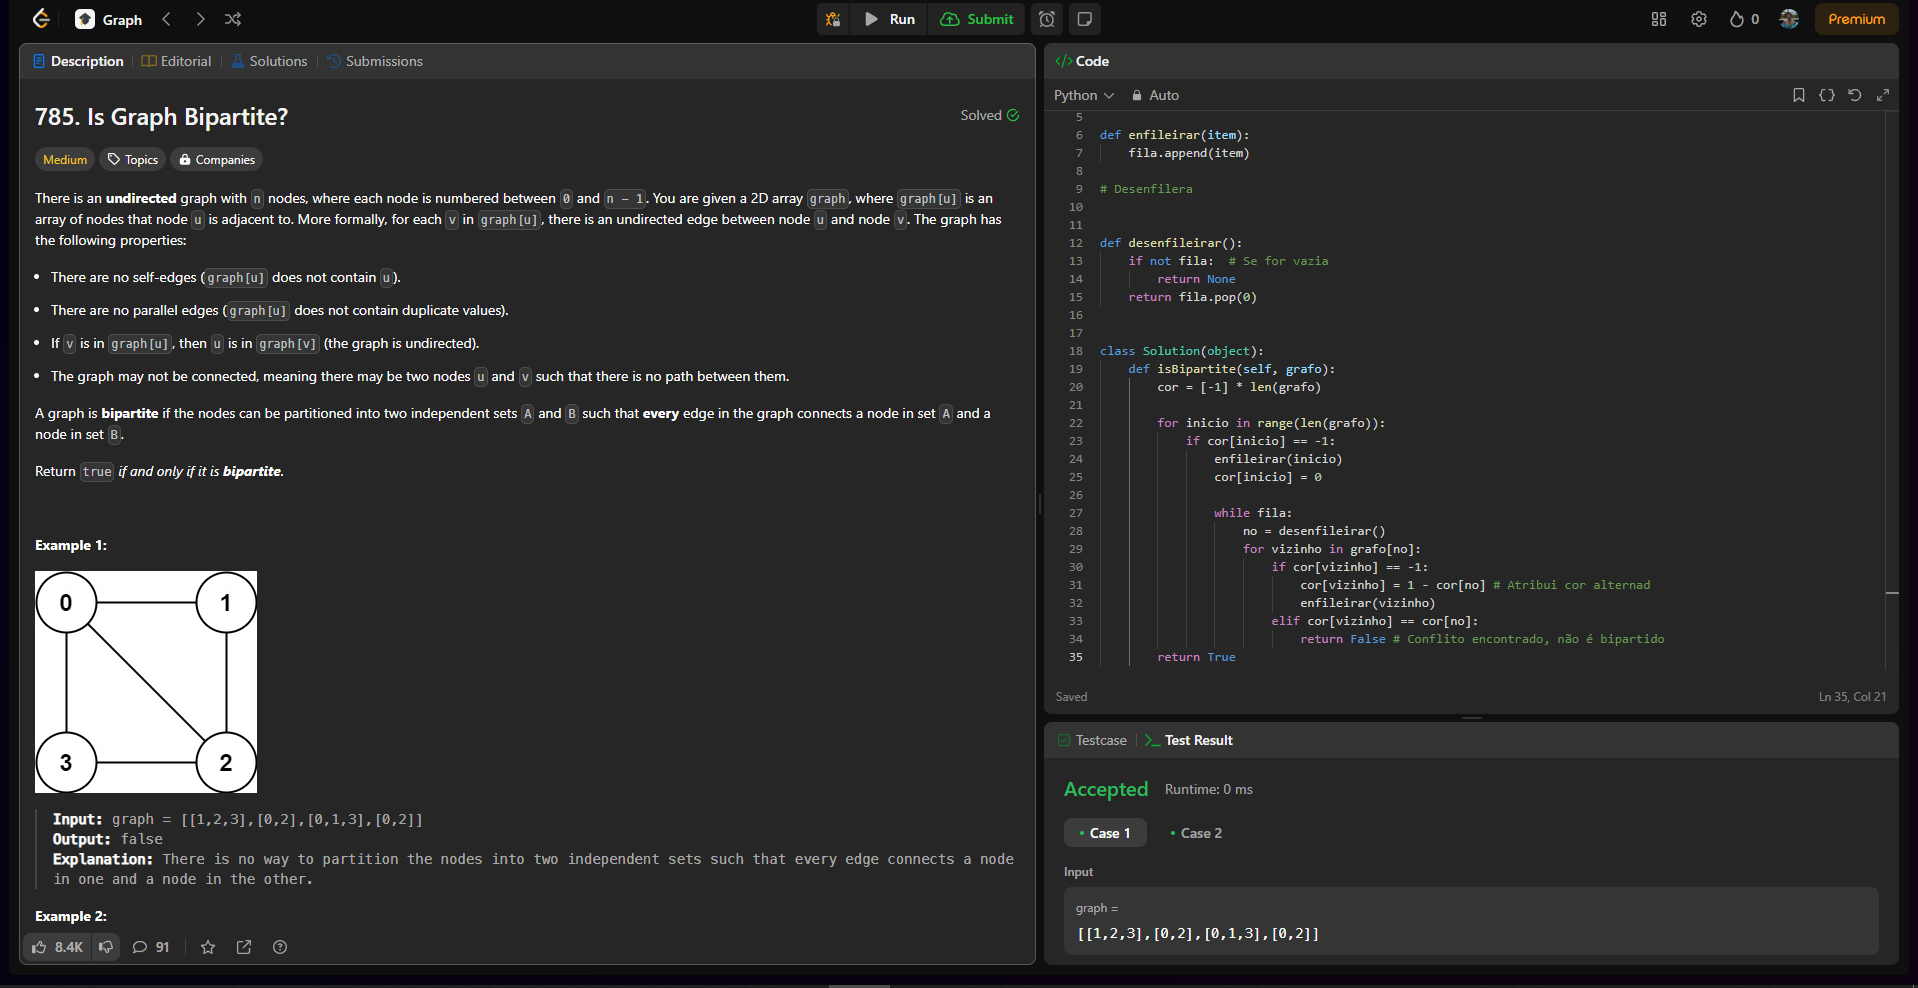 Graph
Run
Submit
0
Premium
Description
Editorial
Solutions
Submissions
785. Is Graph Bipartite?
Solved
Medium
Topics
Companies
There is an undirected graph with n nodes, where each node is numbered between 0 and n - 1. You are given a 2D array graph, where graph[u] is an
array of nodes that node u is adjacent to. More formally, for each v in graph[u], there is an undirected edge between node u and node v. The graph has
the following properties:
• There are no self-edges (graph[u] does not contain u).
• There are no parallel edges (graph[u] does not contain duplicate values).
• If v is in graph[u], then u is in graph[v] (the graph is undirected).
• The graph may not be connected, meaning there may be two nodes u and v such that there is no path between them.
A graph is bipartite if the nodes can be partitioned into two independent sets A and B such that every edge in the graph connects a node in set A and a
node in set B.
Return true if and only if it is bipartite.
Example 1:
0
1
3
2
Input: graph = [[1,2,3],[0,2],[0,1,3],[0,2]]
Output: false
Explanation: There is no way to partition the nodes into two independent sets such that every edge connects a node
in one and a node in the other.
Example 2:
8.4K
91
</> Code
Python
Auto
5
6 def enfileirar(item):
7 fila.append(item)
8
9 # Desenfilera
10
11
12 def desenfileirar():
13 if not fila:  # Se for vazia
14 return None
15 return fila.pop(0)
16
17
18 class Solution(object):
19 def isBipartite(self, grafo):
20 cor = [-1] * len(grafo)
21
22 for inicio in range(len(grafo)):
23 if cor[inicio] == -1:
24 enfileirar(inicio)
25 cor[inicio] = 0
26
27 while fila:
28 no = desenfileirar()
29 for vizinho in grafo[no]:
30 if cor[vizinho] == -1:
31 cor[vizinho] = 1 - cor[no] # Atribui cor alternad
32 enfileirar(vizinho)
33 elif cor[vizinho] == cor[no]:
34 return False # Conflito encontrado, não é bipartido
35 return True
Saved
Ln 35, Col 21
Testcase
Test Result
Accepted
Runtime: 0 ms
• Case 1
• Case 2
Input
graph =
[[1,2,3],[0,2],[0,1,3],[0,2]]